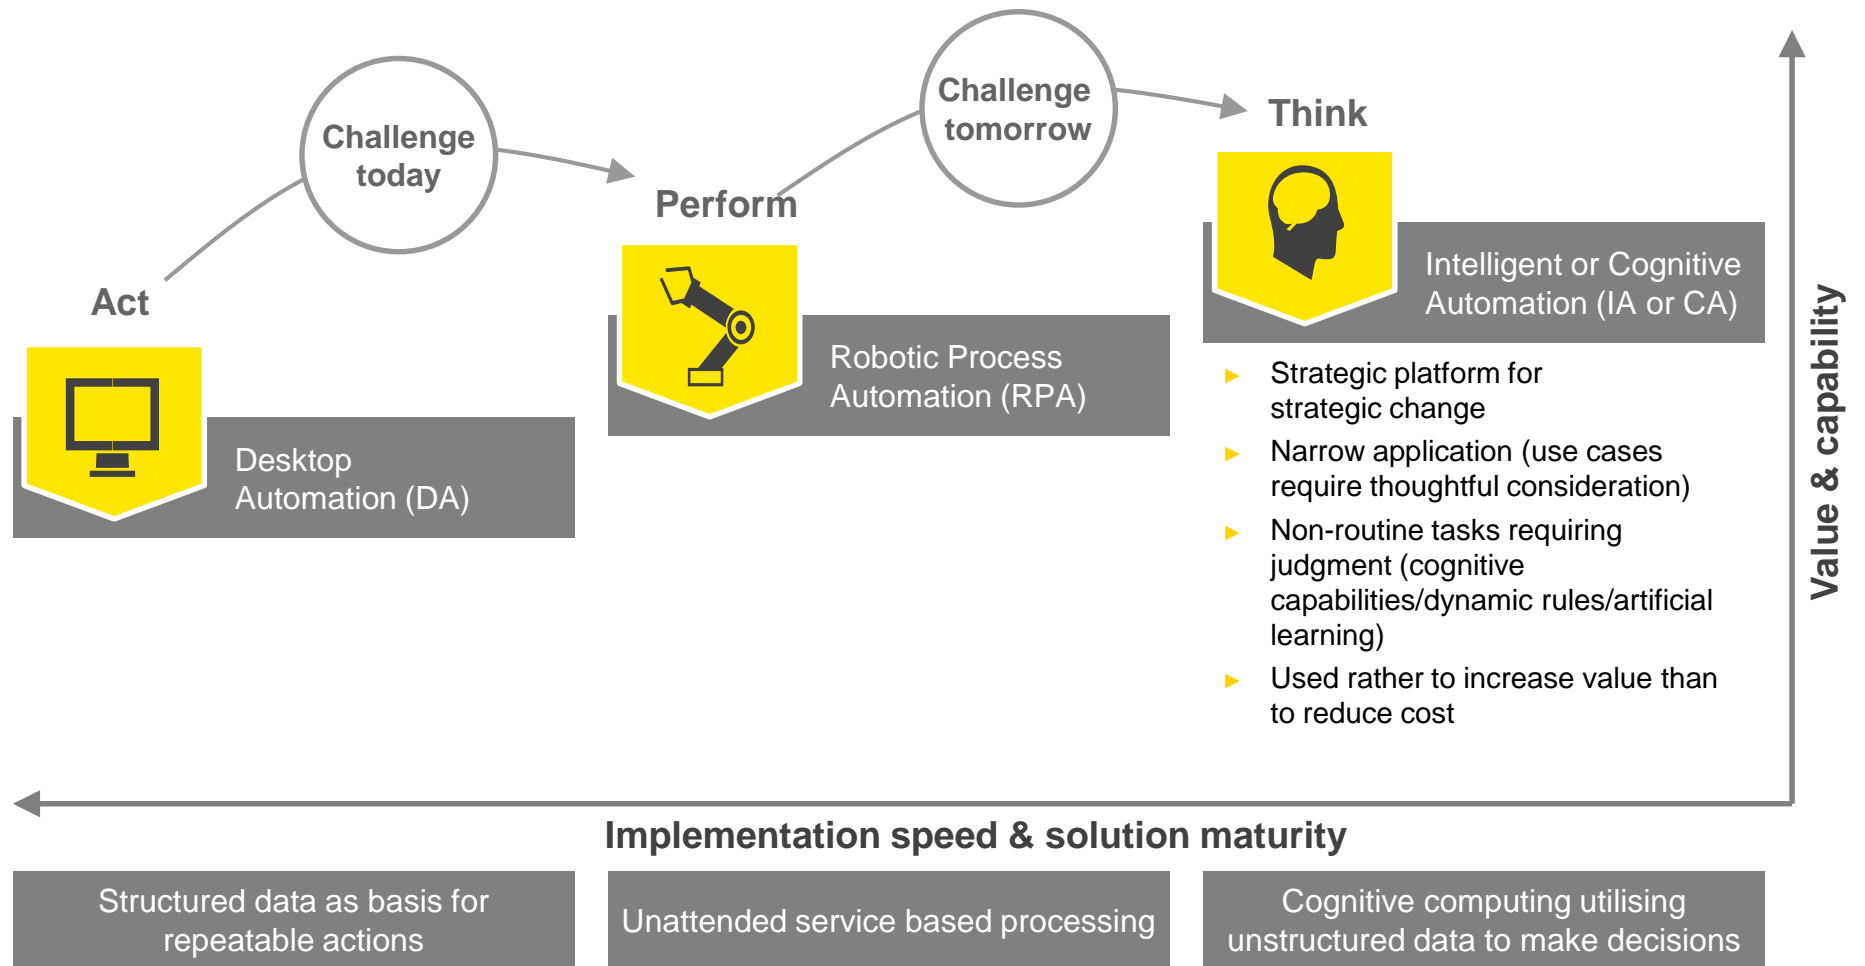 Challenge
today
Challenge
tomorrow
Act
Perform
Think
Desktop
Automation (DA)
Robotic Process
Automation (RPA)
Intelligent or Cognitive
Automation (IA or CA)
► Strategic platform for
strategic change
► Narrow application (use cases
require thoughtful consideration)
► Non-routine tasks requiring
judgment (cognitive
capabilities/dynamic rules/artificial
learning)
► Used rather to increase value than
to reduce cost
Value & capability
Implementation speed & solution maturity
Structured data as basis for
repeatable actions
Unattended service based processing
Cognitive computing utilising
unstructured data to make decisions